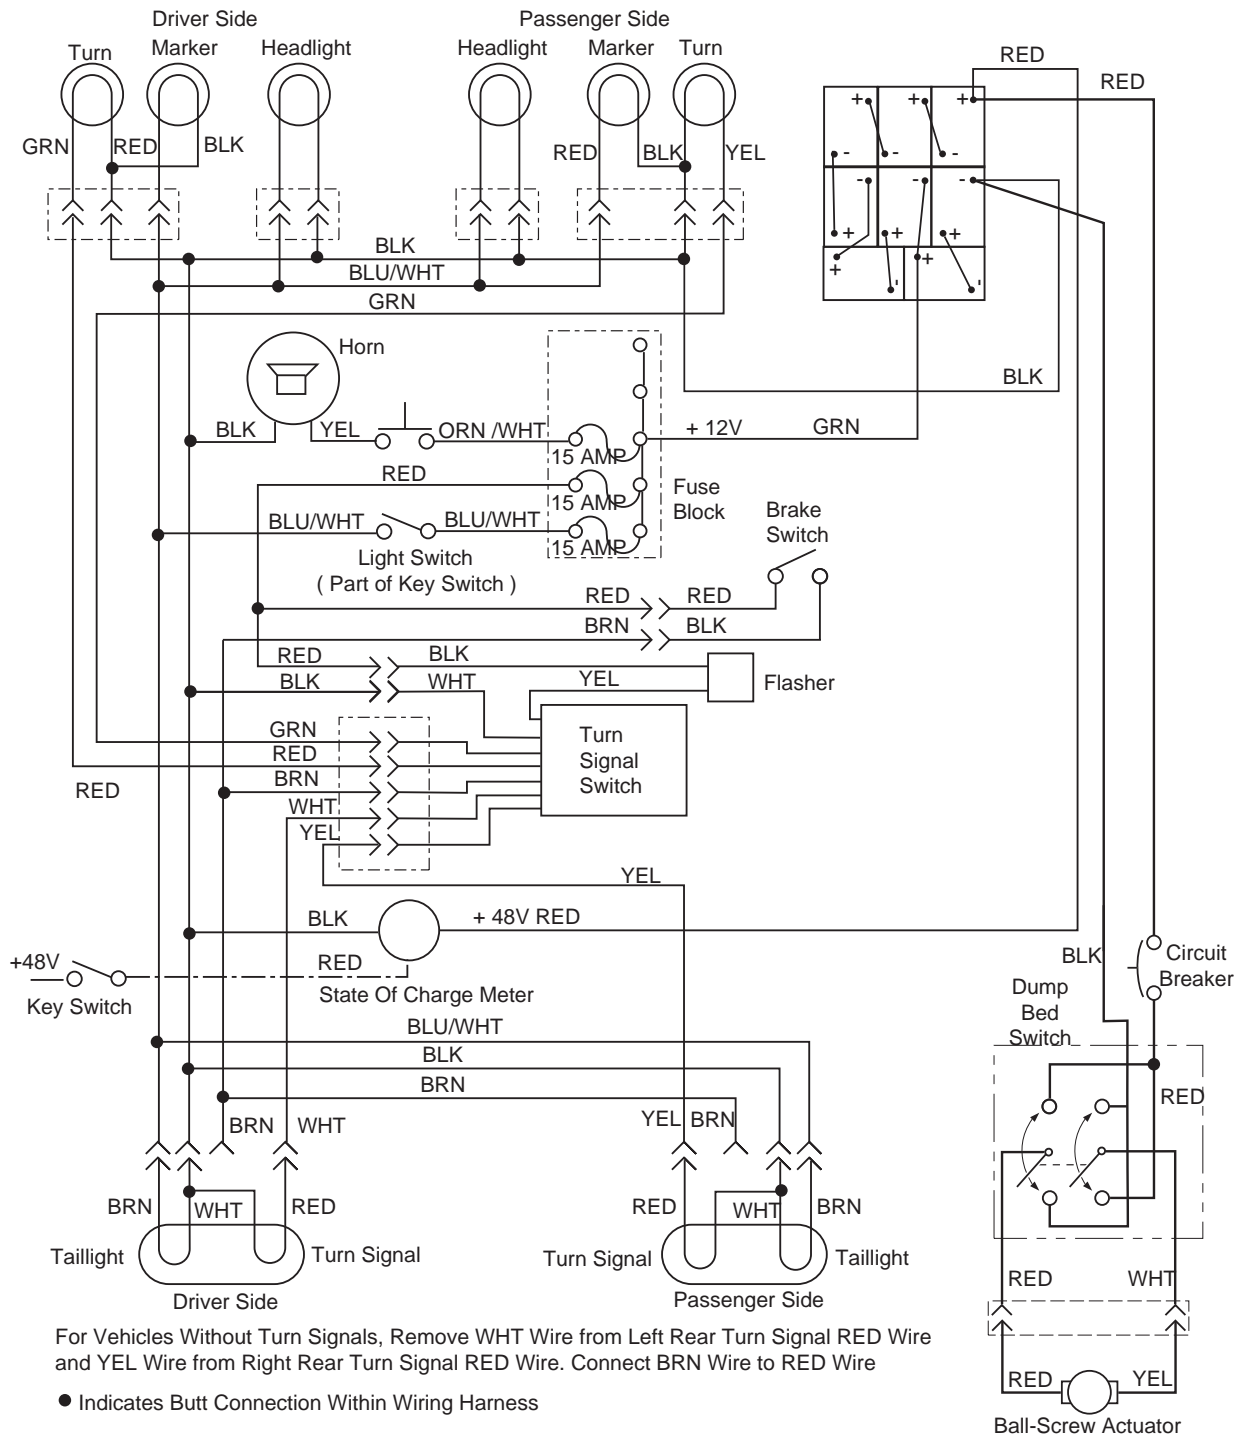 Driver Side
Passenger Side
Turn
Marker
Headlight
Headlight
Marker
Turn
RED
RED
GRN
RED
BLK
RED
BLK
YEL
+
+
+
-
-
-
-
-
-
+
+
+
+
+
-
-
BLK
BLU/WHT
GRN
Horn
BLK
BLK
YEL
ORN /WHT
+ 12V
GRN
15 AMP
RED
15 AMP
Fuse
Block
Brake
Switch
BLU/WHT
BLU/WHT
15 AMP
Light Switch
( Part of Key Switch )
RED
RED
BRN
BLK
RED
BLK
YEL
Flasher
BLK
WHT
GRN
RED
RED
BRN
WHT
YEL
Turn
Signal
Switch
YEL
BLK
+ 48V RED
+48V
RED
Key Switch
State Of Charge Meter
BLK
Circuit
Breaker
Dump
Bed
Switch
RED
BLU/WHT
BLK
BRN
BRN
WHT
YEL
BRN
BRN
WHT
RED
RED
WHT
BRN
Taillight
Turn Signal
Turn Signal
Taillight
Driver Side
Passenger Side
RED
WHT
For Vehicles Without Turn Signals, Remove WHT Wire from Left Rear Turn Signal RED Wire
and YEL Wire from Right Rear Turn Signal RED Wire. Connect BRN Wire to RED Wire
Indicates Butt Connection Within Wiring Harness
RED
YEL
Ball-Screw Actuator